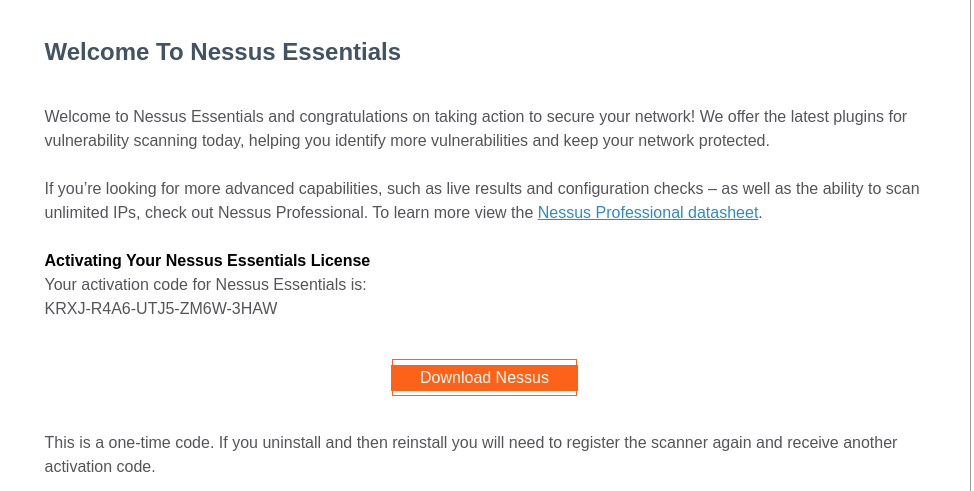 Welcome To Nessus Essentials
Welcome to Nessus Essentials and congratulations on taking action to secure your network! We offer the latest plugins for
vulnerability scanning today, helping you identify more vulnerabilities and keep your network protected.
If you’re looking for more advanced capabilities, such as live results and configuration checks – as well as the ability to scan
unlimited IPs, check out Nessus Professional. To learn more view the Nessus Professional datasheet.
Activating Your Nessus Essentials License
Your activation code for Nessus Essentials is:
KRXJ-R4A6-UTJ5-ZM6W-3HAW
Download Nessus
This is a one-time code. If you uninstall and then reinstall you will need to register the scanner again and receive another
activation code.